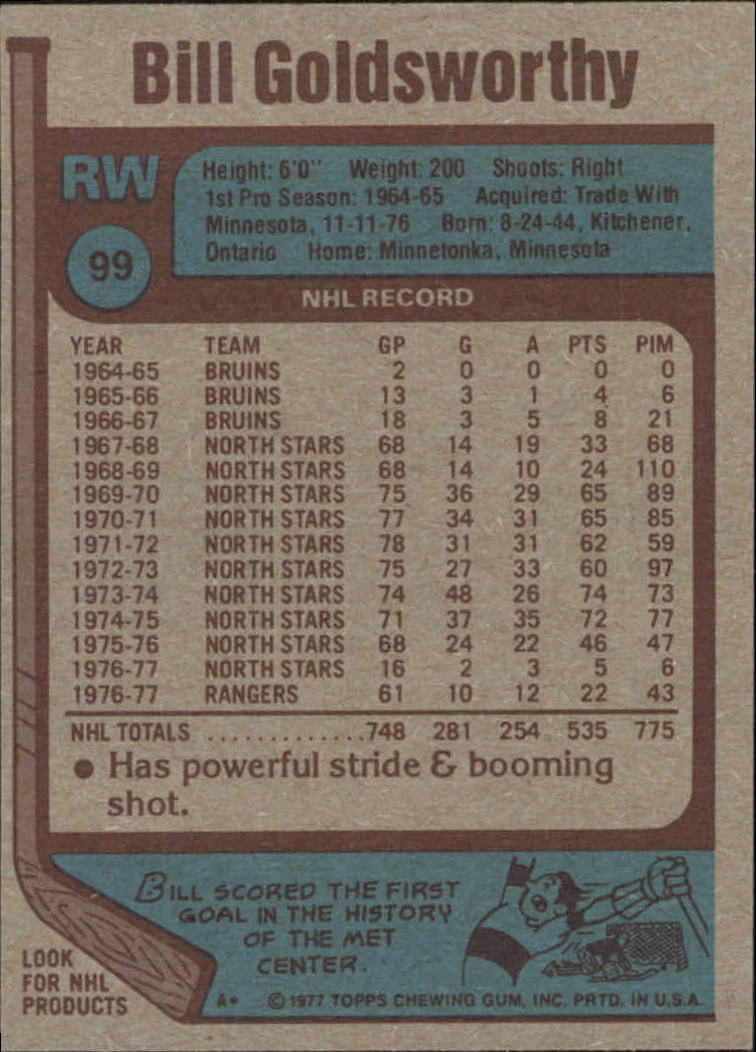 Bill Goldsworthy
RW
99
Height: 6'0" Weight: 200 Shoots: Right
1st Pro Season: 1964-65 Acquired: Trade With
Minnesota, 11-11-76 Born: 8-24-44, Kitchener,
Ontario Home: Minnetonka, Minnesota
NHL RECORD
YEAR TEAM GP G A PTS PIM
1964-65 BRUINS 2 0 0 0 0
1965-66 BRUINS 13 3 1 4 6
1966-67 BRUINS 18 3 5 8 21
1967-68 NORTH STARS 68 14 19 33 68
1968-69 NORTH STARS 68 14 10 24 110
1969-70 NORTH STARS 75 36 29 65 89
1970-71 NORTH STARS 77 34 31 65 85
1971-72 NORTH STARS 78 31 31 62 59
1972-73 NORTH STARS 75 27 33 60 97
1973-74 NORTH STARS 74 48 26 74 73
1974-75 NORTH STARS 71 37 35 72 77
1975-76 NORTH STARS 68 24 22 46 47
1976-77 NORTH STARS 16 2 3 5 6
1976-77 RANGERS 61 10 12 22 43
NHL TOTALS .............748 281 254 535 775
● Has powerful stride & booming
shot.
BILL SCORED THE FIRST
GOAL IN THE HISTORY
OF THE MET
CENTER.
LOOK
FOR NHL
PRODUCTS
A* ©1977 TOPPS CHEWING GUM, INC. PRTD. IN U.S.A.